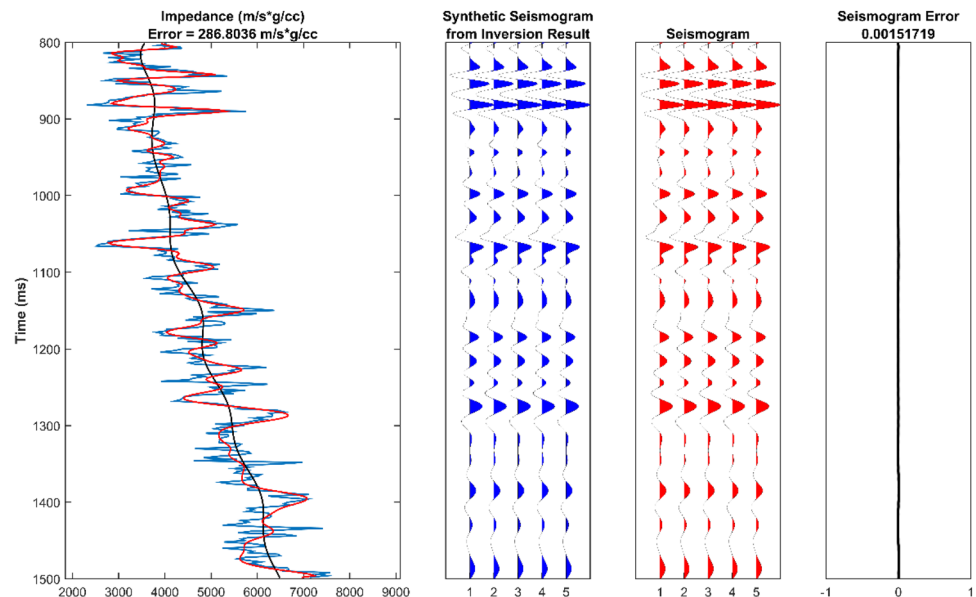 Impedance (m/s*g/cc)
Error = 286.8036 m/s*g/cc
Synthetic Seismogram
from Inversion Result
Seismogram
Seismogram Error
0.00151719
Time (ms)
800
900
1000
1100
1200
1300
1400
1500
2000 3000 4000 5000 6000 7000 8000 9000
1 2 3 4 5
1 2 3 4 5
-1 0 1